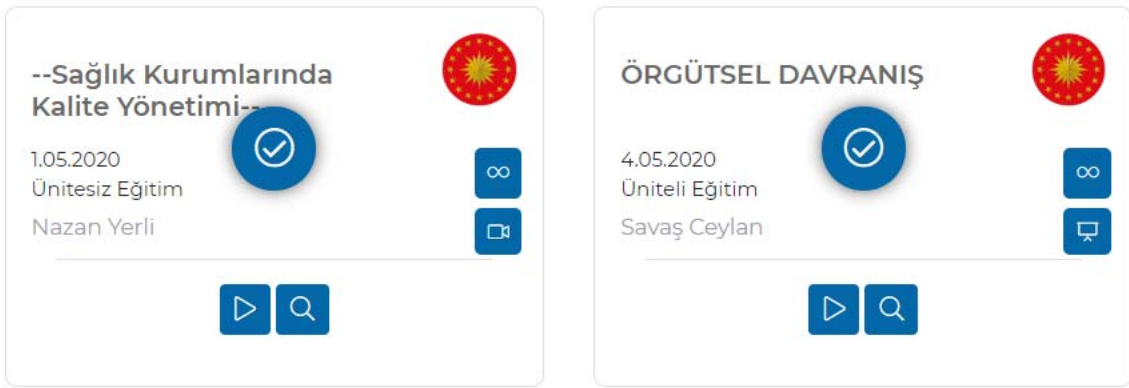 --Sağlık Kurumlarında
Kalite Yönetimi--
1.05.2020
Ünitesiz Eğitim
Nazan Yerli
ÖRGÜTSEL DAVRANIŞ
4.05.2020
Üniteli Eğitim
Savaş Ceylan